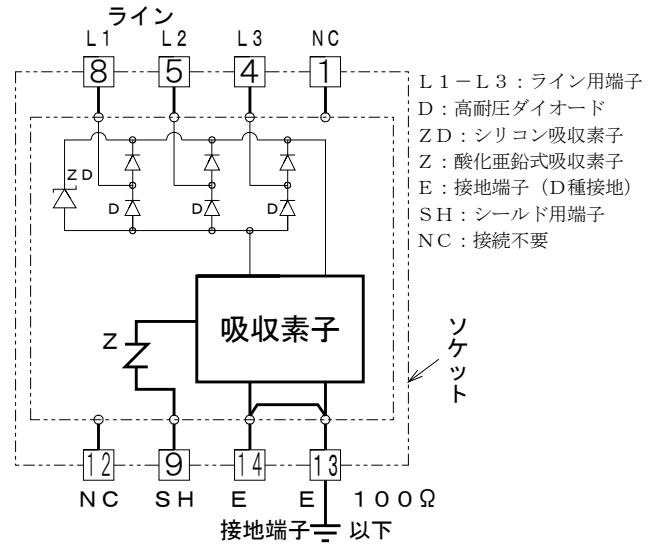 ライン
L1 L2 L3 NC
8 5 4 1
L1－L3：ライン用端子
D：高耐圧ダイオード
ZD：シリコン吸収素子
Z：酸化亜鉛式吸収素子
E：接地端子（D種接地）
SH：シールド用端子
NC：接続不要
ZD
D D D
吸収素子
Z
ソケット
12 9 14 13
NC SH E E 100Ω
接地端子 以下